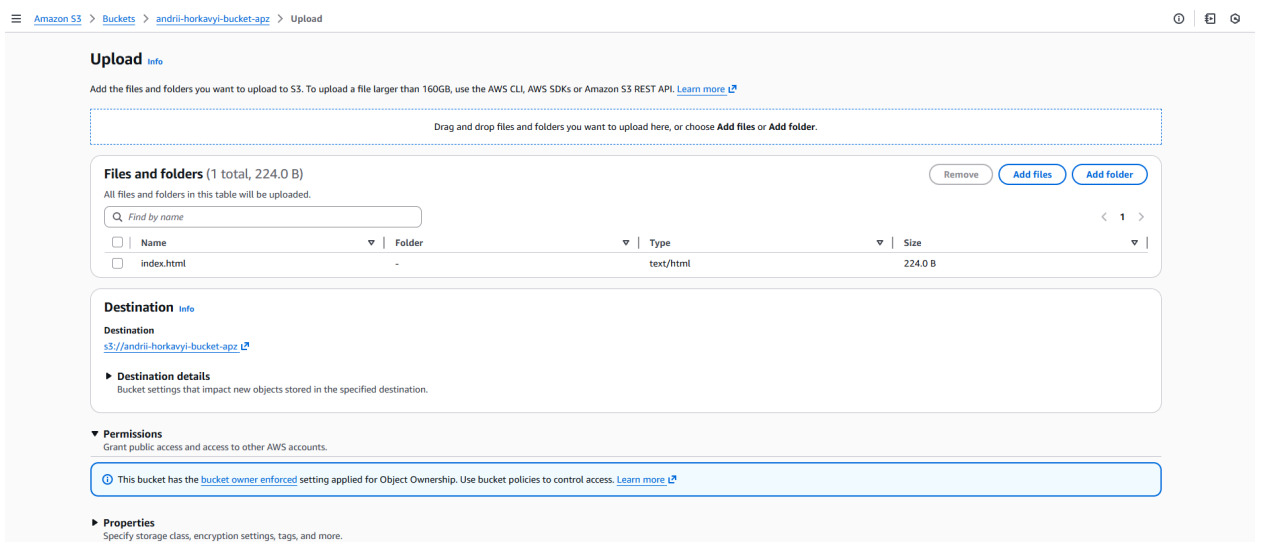 Amazon S3 > Buckets > andrii-horkavyi-bucket-apz > Upload
Upload Info
Add the files and folders you want to upload to S3. To upload a file larger than 160GB, use the AWS CLI, AWS SDKs or Amazon S3 REST API. Learn more
Drag and drop files and folders you want to upload here, or choose Add files or Add folder.
Files and folders (1 total, 224.0 B)
Remove Add files Add folder
All files and folders in this table will be uploaded.
Find by name
< 1 >
Name Folder Type Size
index.html - text/html 224.0 B
Destination Info
Destination
s3://andrii-horkavyi-bucket-apz
Destination details
Bucket settings that impact new objects stored in the specified destination.
Permissions
Grant public access and access to other AWS accounts.
This bucket has the bucket owner enforced setting applied for Object Ownership. Use bucket policies to control access. Learn more
Properties
Specify storage class, encryption settings, tags, and more.